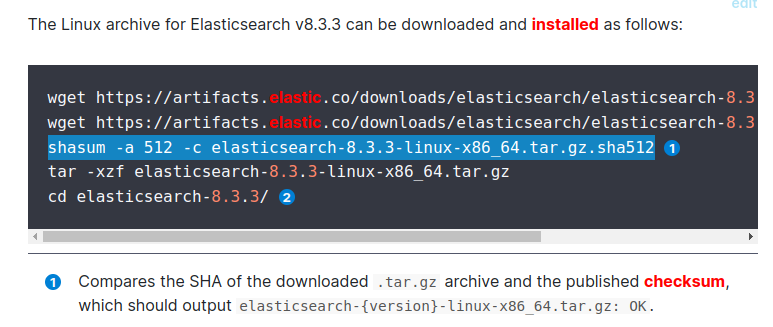 edit
The Linux archive for Elasticsearch v8.3.3 can be downloaded and installed as follows:
wget https://artifacts.elastic.co/downloads/elasticsearch/elasticsearch-8.3
wget https://artifacts.elastic.co/downloads/elasticsearch/elasticsearch-8.3
shasum -a 512 -c elasticsearch-8.3.3-linux-x86_64.tar.gz.sha512 1
tar -xzf elasticsearch-8.3.3-linux-x86_64.tar.gz
cd elasticsearch-8.3.3/ 2
1 Compares the SHA of the downloaded .tar.gz archive and the published checksum,
which should output elasticsearch-{version}-linux-x86_64.tar.gz: OK.